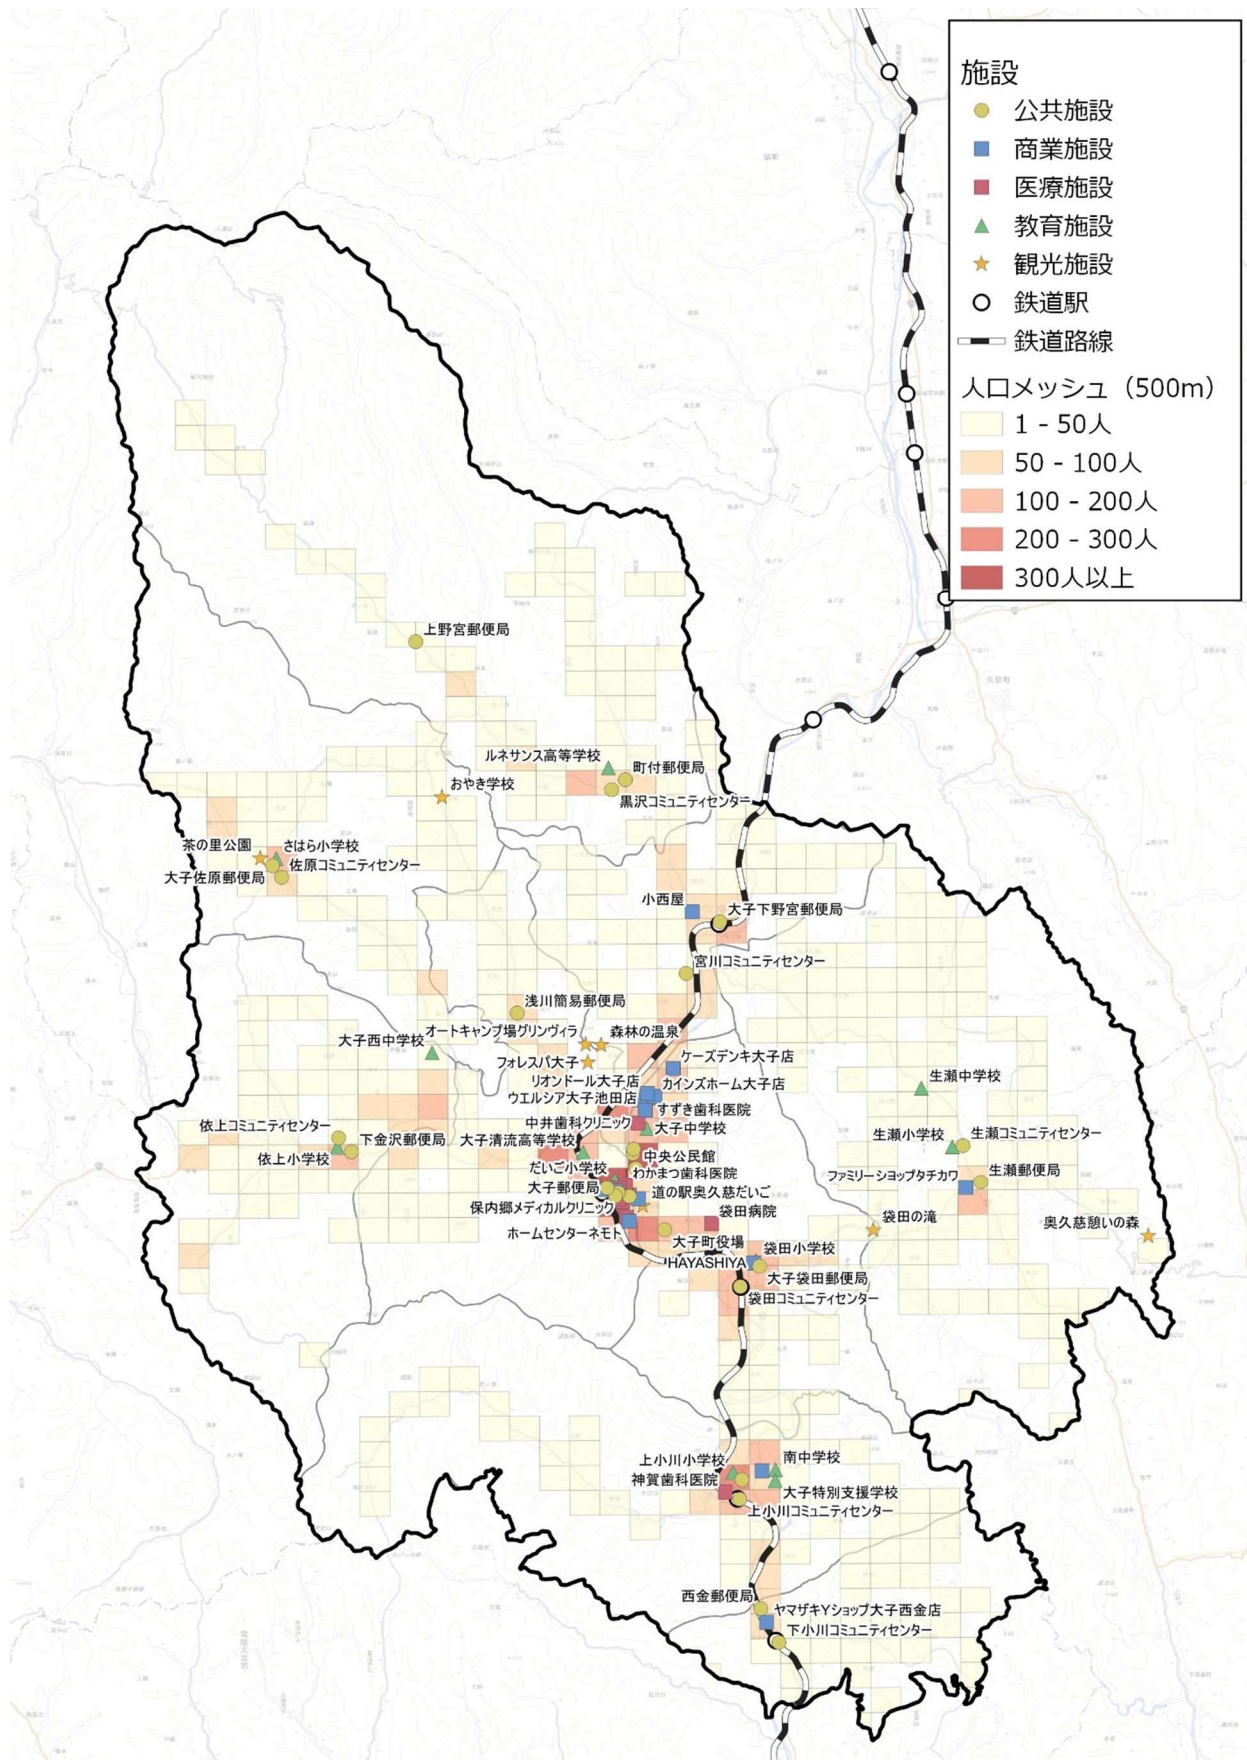 施設
公共施設
商業施設
医療施設
教育施設
観光施設
鉄道駅
鉄道路線
人口メッシュ（500m）
1 - 50人
50 - 100人
100 - 200人
200 - 300人
300人以上
上野宮郵便局
ルネサンス高等学校
町付郵便局
おやき学校
黒沢コミュニティセンター
茶の里公園
さはら小学校
佐原コミュニティセンター
大子佐原郵便局
小西屋
大子下野宮郵便局
宮川コミュニティセンター
浅川簡易郵便局
オートキャンプ場グリンヴィラ
森林の温泉
大子西中学校
フォレスパ大子
ケーズデンキ大子店
リオンドール大子店
カインズホーム大子店
ウエルシア大子池田店
すずき歯科医院
生瀬中学校
中井歯科クリニック
大子中学校
依上コミュニティセンター
下金沢郵便局
大子清流高等学校
生瀬小学校
生瀬コミュニティセンター
依上小学校
中央公民館
だいご小学校
わかまつ歯科医院
ファミリーショップタチカワ
生瀬郵便局
大子郵便局
道の駅奥久慈だいご
保内郷メディカルクリニック
袋田病院
袋田の滝
奥久慈憩いの森
ホームセンターネモト
大子町役場
袋田小学校
HAYASHIYA
大子袋田郵便局
袋田コミュニティセンター
上小川小学校
南中学校
神賀歯科医院
大子特別支援学校
上小川コミュニティセンター
西金郵便局
ヤマザキYショップ大子西金店
下小川コミュニティセンター